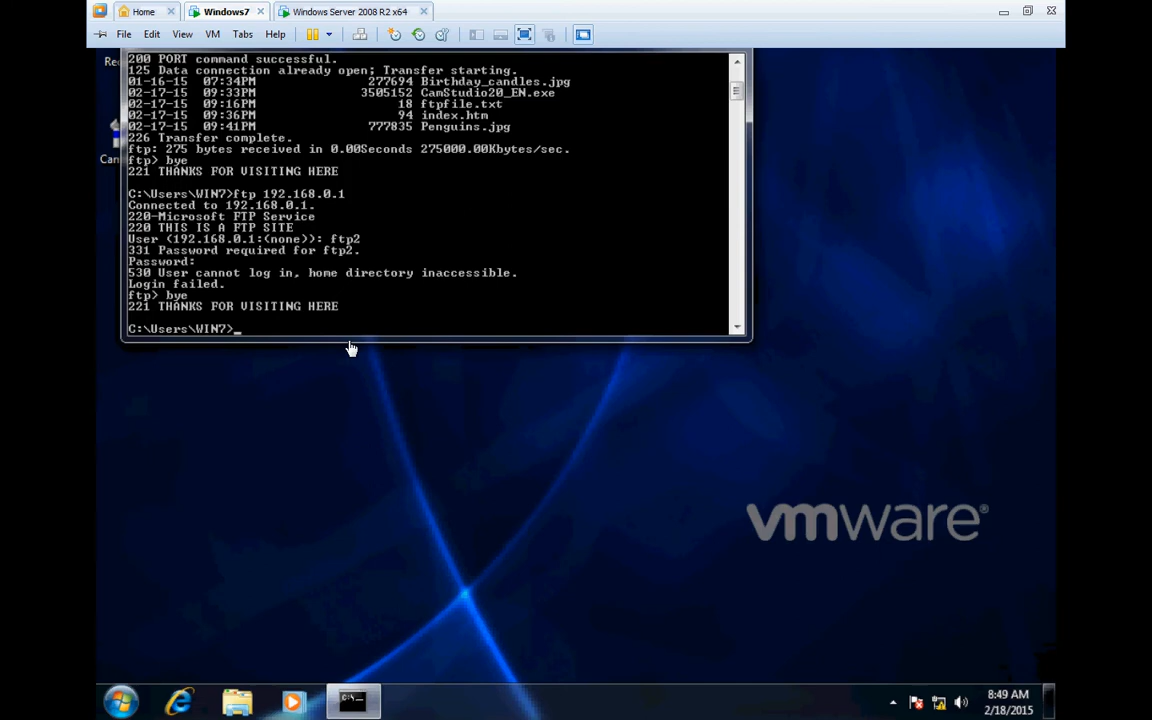 Home
Windows7
Windows Server 2008 R2 x64
File Edit View VM Tabs Help
200 PORT command successful.
125 Data connection already open; Transfer starting.
01-16-15 07:34PM 277694 Birthday_candles.jpg
02-17-15 09:33PM 3505152 CamStudio20_EN.exe
02-17-15 09:16PM 18 ftpfile.txt
02-17-15 09:36PM 94 index.htm
02-17-15 09:41PM 777835 Penguins.jpg
226 Transfer complete.
ftp: 275 bytes received in 0.00Seconds 275000.00Kbytes/sec.
ftp> bye
221 THANKS FOR VISITING HERE
C:\Users\WIN7>ftp 192.168.0.1
Connected to 192.168.0.1.
220-Microsoft FTP Service
220 THIS IS A FTP SITE
User (192.168.0.1:(none)): ftp2
331 Password required for ftp2.
Password:
530 User cannot log in, home directory inaccessible.
Login failed.
ftp> bye
221 THANKS FOR VISITING HERE
C:\Users\WIN7>_
Rec
Can
vmware®
C:\
8:49 AM
2/18/2015